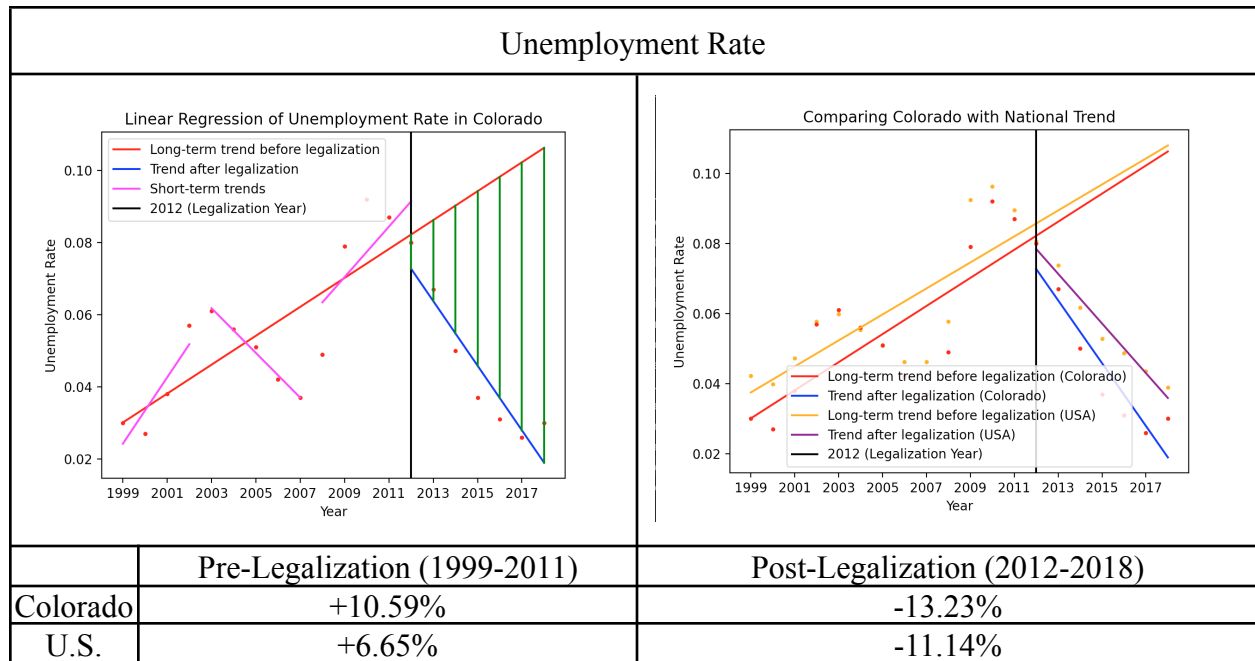 Unemployment Rate
Linear Regression of Unemployment Rate in Colorado
Long-term trend before legalization
Trend after legalization
Short-term trends
2012 (Legalization Year)
Unemployment Rate
0.10
0.08
0.06
0.04
0.02
1999 2001 2003 2005 2007 2009 2011 2013 2015 2017
Year
Comparing Colorado with National Trend
Unemployment Rate
0.10
0.08
0.06
0.04
0.02
Long-term trend before legalization (Colorado)
Trend after legalization (Colorado)
Long-term trend before legalization (USA)
Trend after legalization (USA)
2012 (Legalization Year)
1999 2001 2003 2005 2007 2009 2011 2013 2015 2017
Year
Pre-Legalization (1999-2011) Post-Legalization (2012-2018)
Colorado +10.59% -13.23%
U.S. +6.65% -11.14%